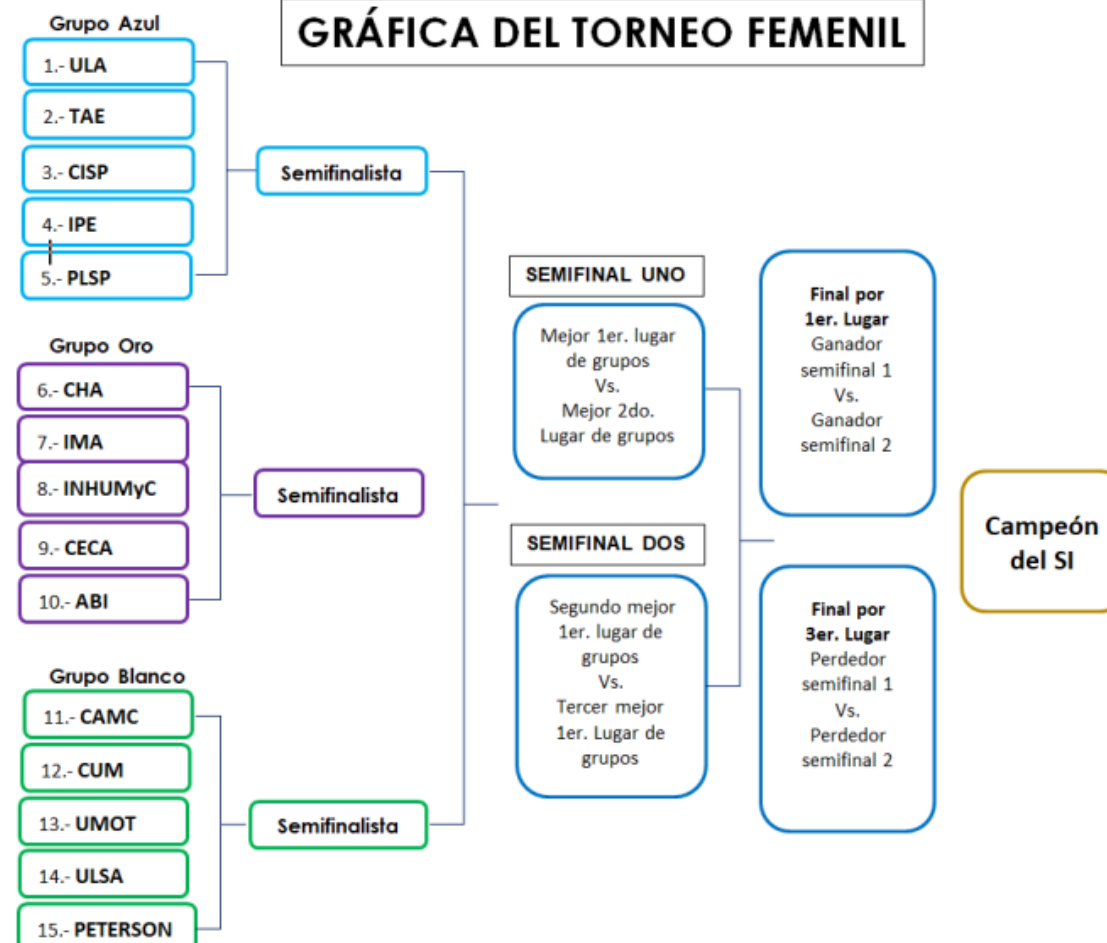 GRÁFICA DEL TORNEO FEMENIL
Grupo Azul
1.- ULA
2.- TAE
3.- CISP
4.- IPE
5.- PLSP
Semifinalista
Grupo Oro
6.- CHA
7.- IMA
8.- INHUMyC
9.- CECA
10.- ABI
Semifinalista
Grupo Blanco
11.- CAMC
12.- CUM
13.- UMOT
14.- ULSA
15.- PETERSON
Semifinalista
SEMIFINAL UNO
Mejor 1er. lugar
de grupos
Vs.
Mejor 2do.
Lugar de grupos
SEMIFINAL DOS
Segundo mejor
1er. lugar de
grupos
Vs.
Tercer mejor
1er. Lugar de
grupos
Final por
1er. Lugar
Ganador
semifinal 1
Vs.
Ganador
semifinal 2
Final por
3er. Lugar
Perdedor
semifinal 1
Vs.
Perdedor
semifinal 2
Campeón
del SI